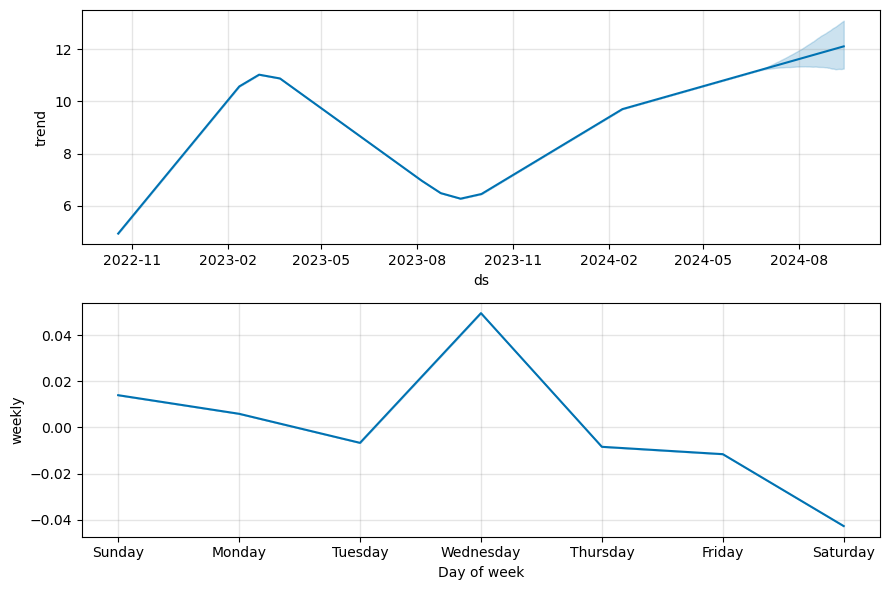 12
10
8
6
trend
2022-11 2023-02 2023-05 2023-08 2023-11 2024-02 2024-05 2024-08
ds
0.04
0.02
0.00
−0.02
−0.04
weekly
Sunday Monday Tuesday Wednesday Thursday Friday Saturday
Day of week